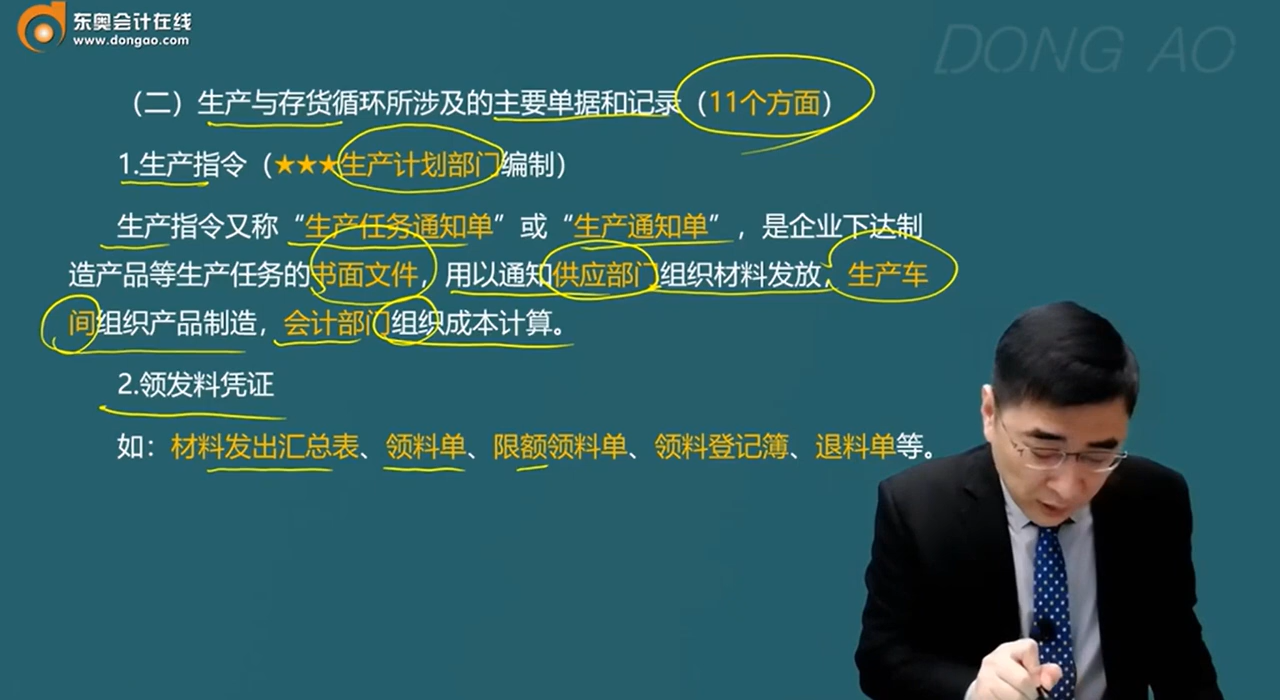 东奥会计在线
www.dongao.com
DONG AO
（二）生产与存货循环所涉及的主要单据和记录（11个方面）
1.生产指令（★★★生产计划部门编制）
生产指令又称“生产任务通知单”或“生产通知单”，是企业下达制
造产品等生产任务的书面文件，用以通知供应部门组织材料发放，生产车
间组织产品制造，会计部门组织成本计算。
2.领发料凭证
如：材料发出汇总表、领料单、限额领料单、领料登记簿、退料单等。